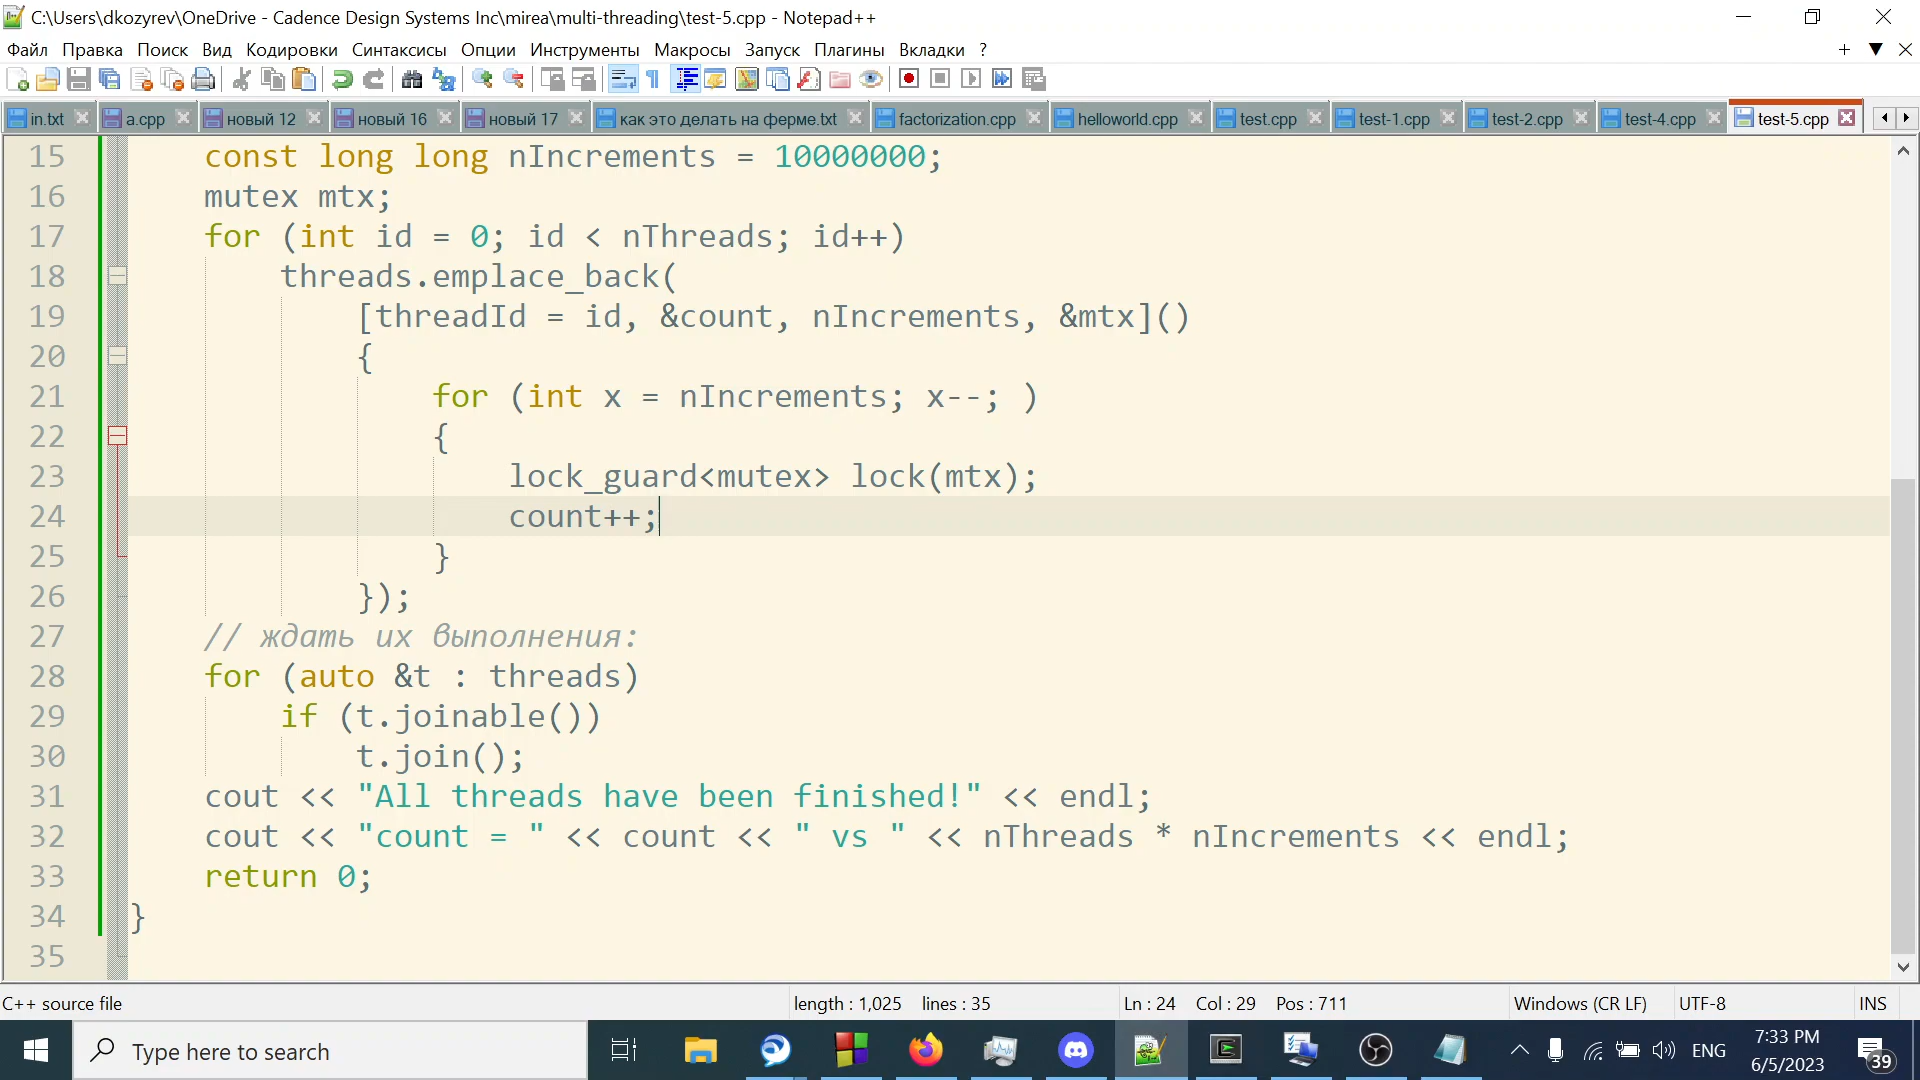 C:\Users\dkozyrev\OneDrive - Cadence Design Systems Inc\mirea\multi-threading\test-5.cpp - Notepad++
Файл Правка Поиск Вид Кодировки Синтаксисы Опции Инструменты Макросы Запуск Плагины Вкладки ?
in.txt a.cpp новый 12 новый 16 новый 17 как это делать на ферме.txt factorization.cpp helloworld.cpp test.cpp test-1.cpp test-2.cpp test-4.cpp test-5.cpp
15 const long long nIncrements = 10000000;
16 mutex mtx;
17 for (int id = 0; id < nThreads; id++)
18 threads.emplace_back(
19 [threadId = id, &count, nIncrements, &mtx]()
20 {
21 for (int x = nIncrements; x--; )
22 {
23 lock_guard<mutex> lock(mtx);
24 count++;
25 }
26 });
27 // ждать их выполнения:
28 for (auto &t : threads)
29 if (t.joinable())
30 t.join();
31 cout << "All threads have been finished!" << endl;
32 cout << "count = " << count << " vs " << nThreads * nIncrements << endl;
33 return 0;
34 }
35
C++ source file length : 1,025 lines : 35 Ln : 24 Col : 29 Pos : 711 Windows (CR LF) UTF-8 INS
Type here to search ENG 7:33 PM 6/5/2023 39